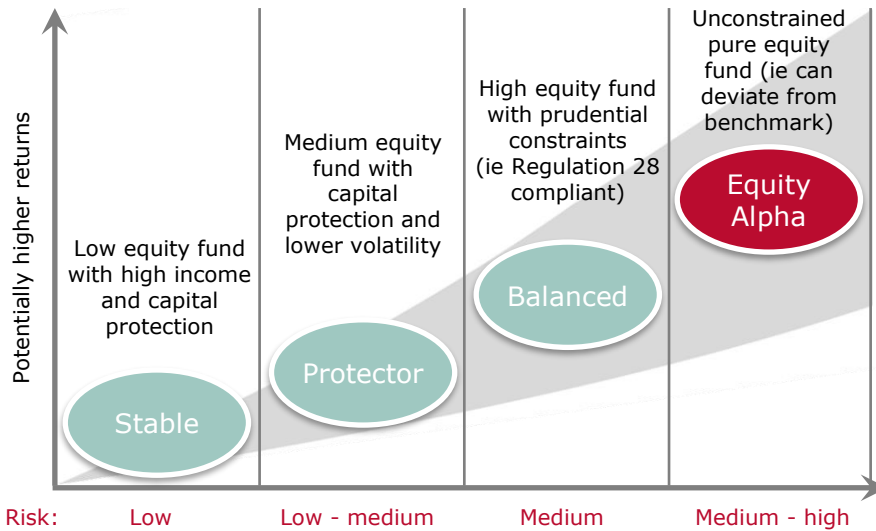 Potentially higher returns
Low equity fund
with high income
and capital
protection
Stable
Medium equity
fund with
capital
protection and
lower volatility
Protector
High equity fund
with prudential
constraints
(ie Regulation 28
compliant)
Balanced
Unconstrained
pure equity
fund (ie can
deviate from
benchmark)
Equity
Alpha
Risk: Low Low - medium Medium Medium - high